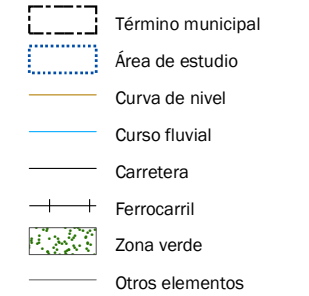 Término municipal
Área de estudio
Curva de nivel
Curso fluvial
Carretera
Ferrocarril
Zona verde
Otros elementos